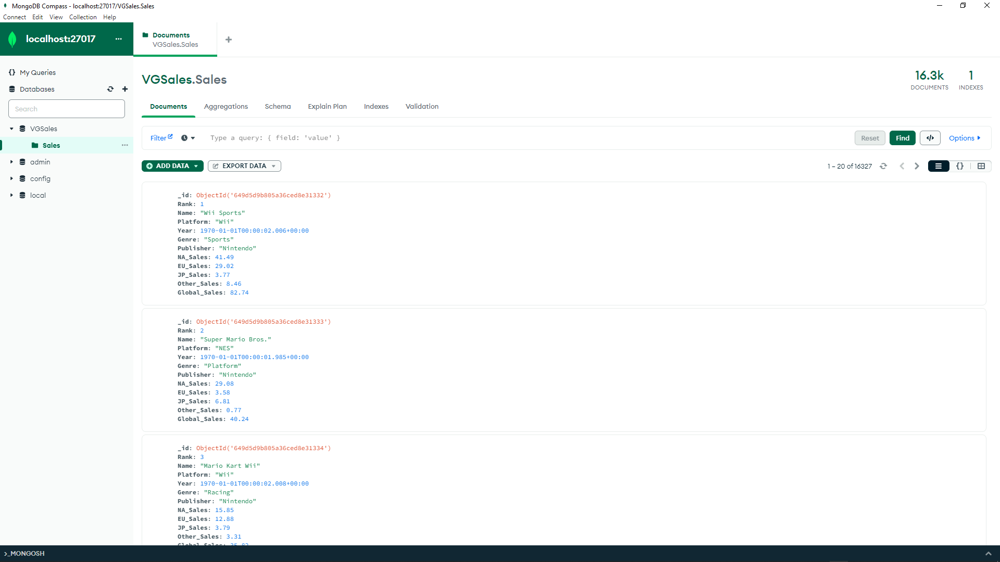 MongoDB Compass - localhost:27017/VGSales.Sales
Connect Edit View Collection Help
localhost:27017
Documents
VGSales.Sales
My Queries
Databases
Search
VGSales
Sales
admin
config
local
VGSales.Sales
16.3k
DOCUMENTS
1
INDEXES
Documents Aggregations Schema Explain Plan Indexes Validation
Filter Type a query: { field: 'value' } Reset Find </> Options
ADD DATA EXPORT DATA 1 – 20 of 16327 {}
_id: ObjectId('649d5d9b805a36ced8e31332')
Rank: 1
Name: "Wii Sports"
Platform: "Wii"
Year: 1970-01-01T00:00:02.006+00:00
Genre: "Sports"
Publisher: "Nintendo"
NA_Sales: 41.49
EU_Sales: 29.02
JP_Sales: 3.77
Other_Sales: 8.46
Global_Sales: 82.74
_id: ObjectId('649d5d9b805a36ced8e31333')
Rank: 2
Name: "Super Mario Bros."
Platform: "NES"
Year: 1970-01-01T00:00:01.985+00:00
Genre: "Platform"
Publisher: "Nintendo"
NA_Sales: 29.08
EU_Sales: 3.58
JP_Sales: 6.81
Other_Sales: 0.77
Global_Sales: 40.24
_id: ObjectId('649d5d9b805a36ced8e31334')
Rank: 3
Name: "Mario Kart Wii"
Platform: "Wii"
Year: 1970-01-01T00:00:02.008+00:00
Genre: "Racing"
Publisher: "Nintendo"
NA_Sales: 15.85
EU_Sales: 12.88
JP_Sales: 3.79
Other_Sales: 3.31
Global_Sales: 35.82
>_MONGOSH